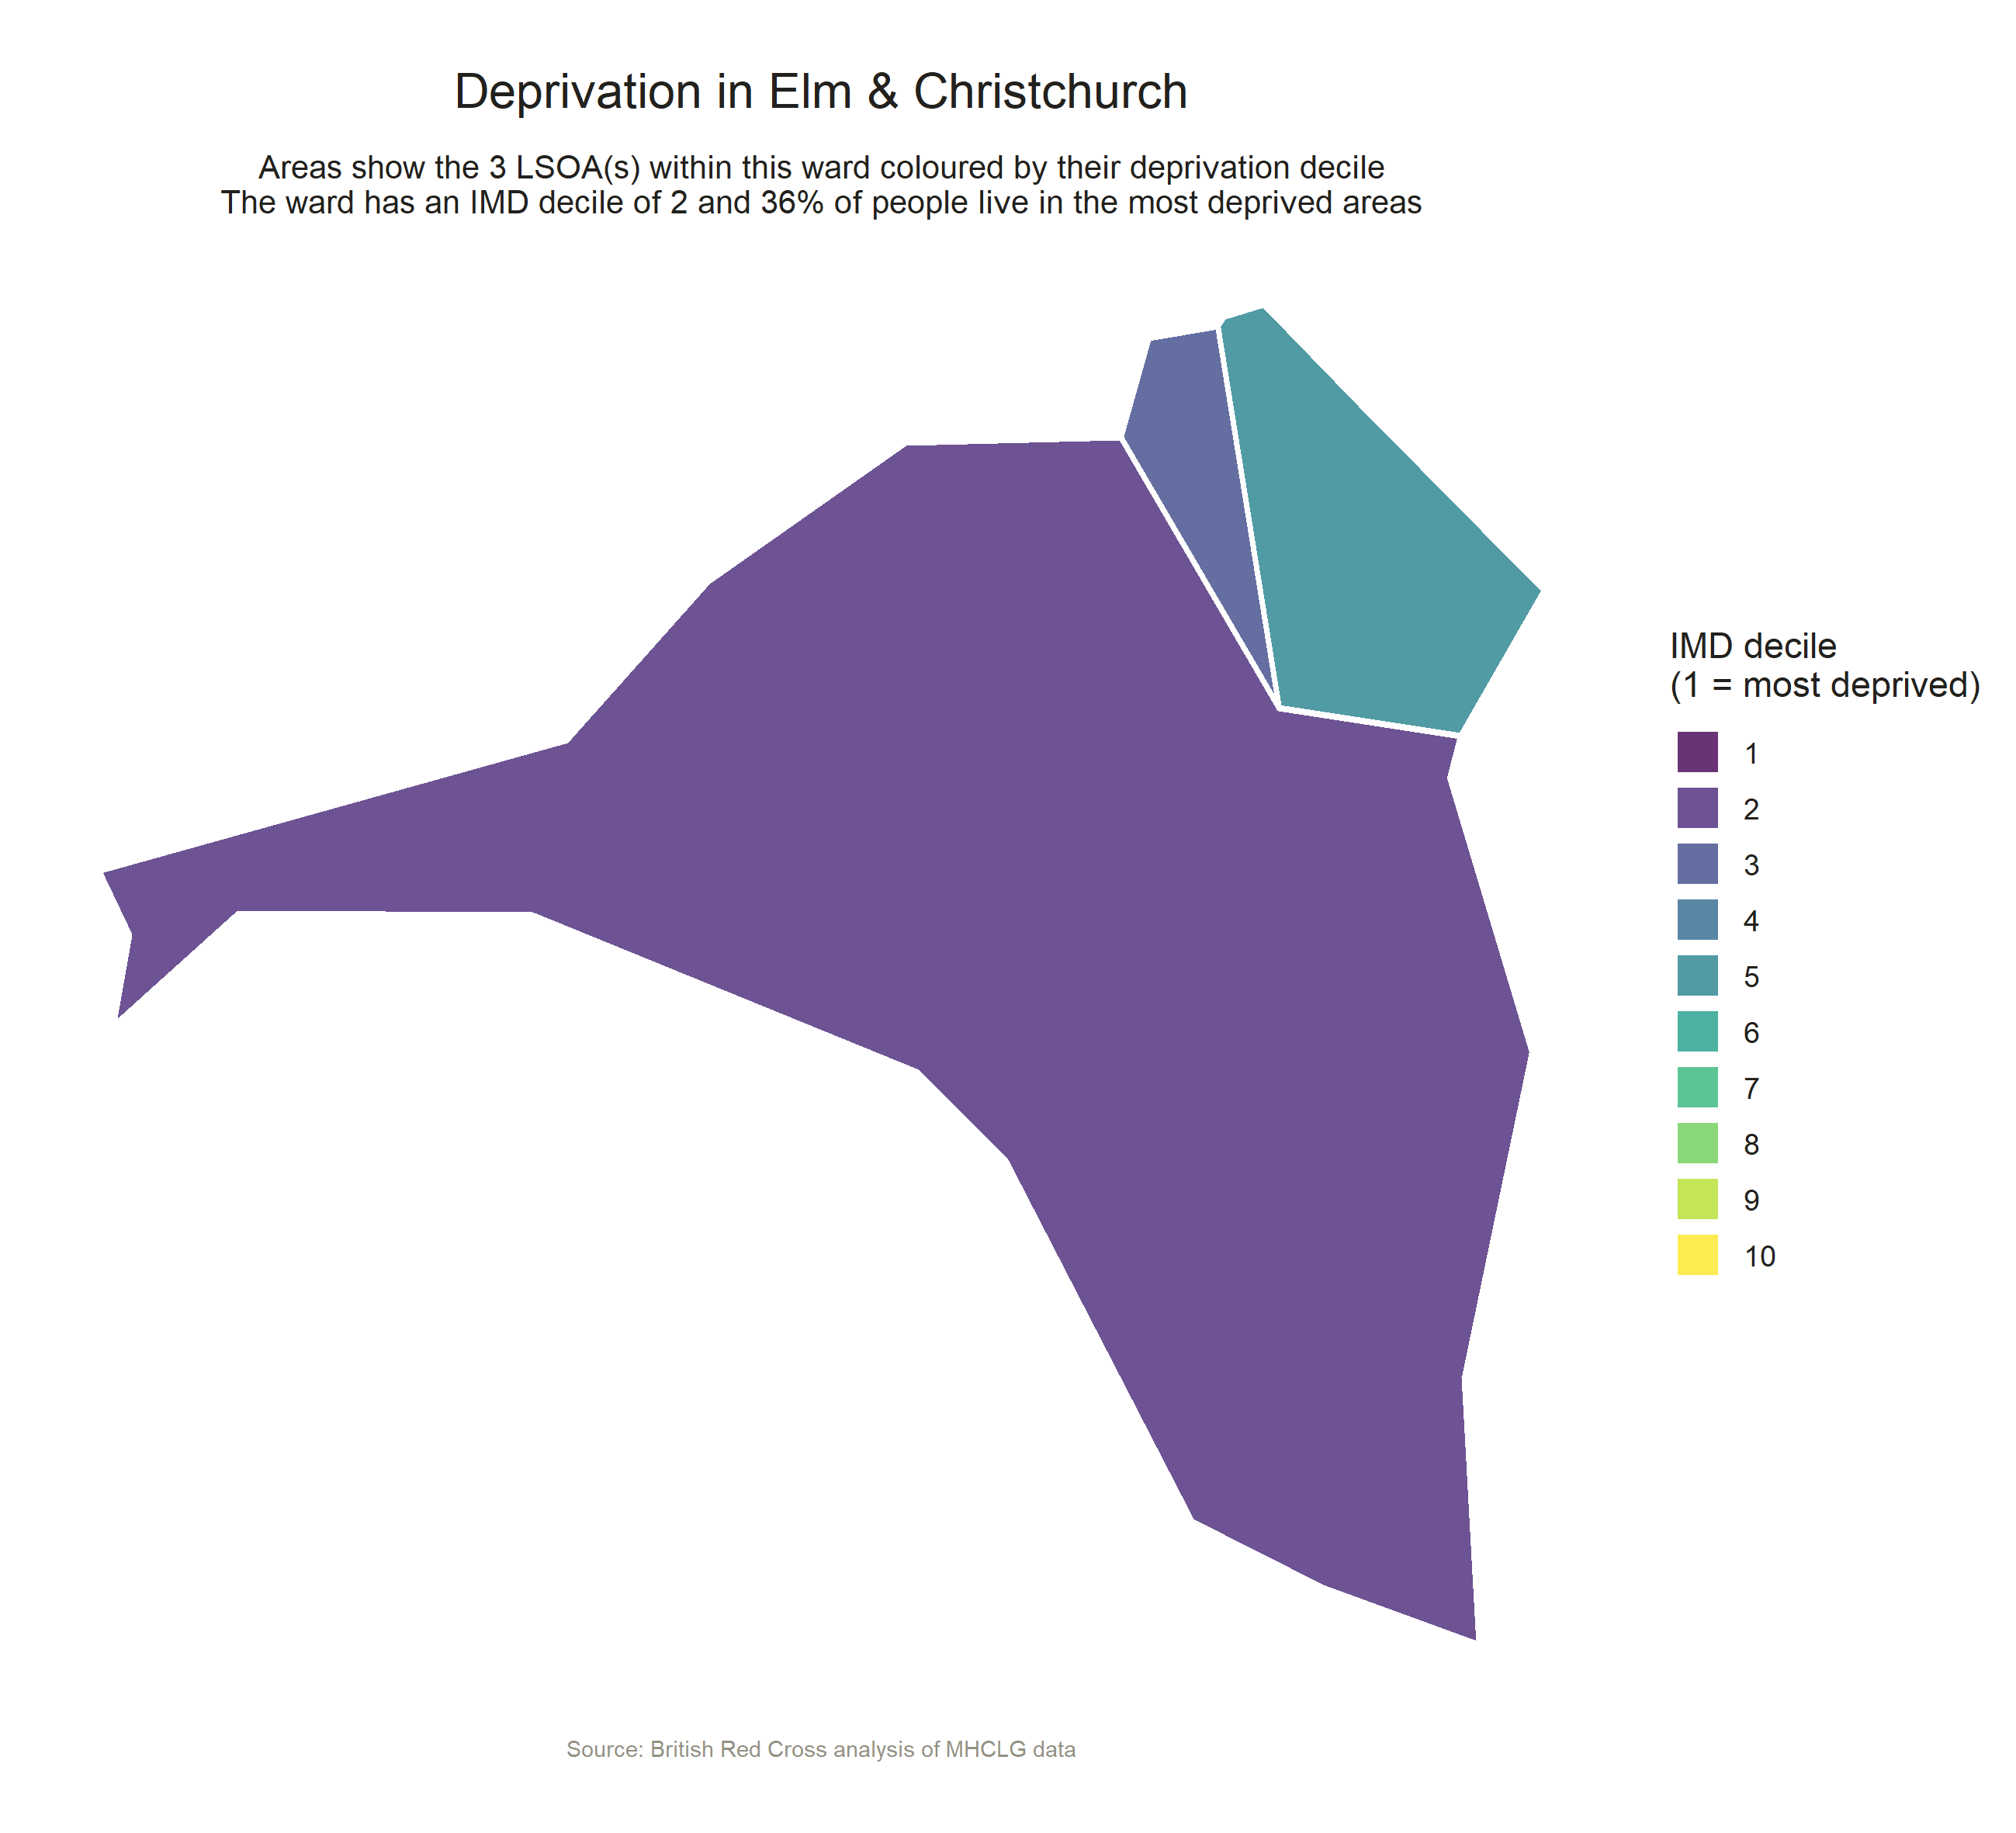 Deprivation in Elm & Christchurch
Areas show the 3 LSOA(s) within this ward coloured by their deprivation decile
The ward has an IMD decile of 2 and 36% of people live in the most deprived areas
IMD decile
(1 = most deprived)
1
2
3
4
5
6
7
8
9
10
Source: British Red Cross analysis of MHCLG data